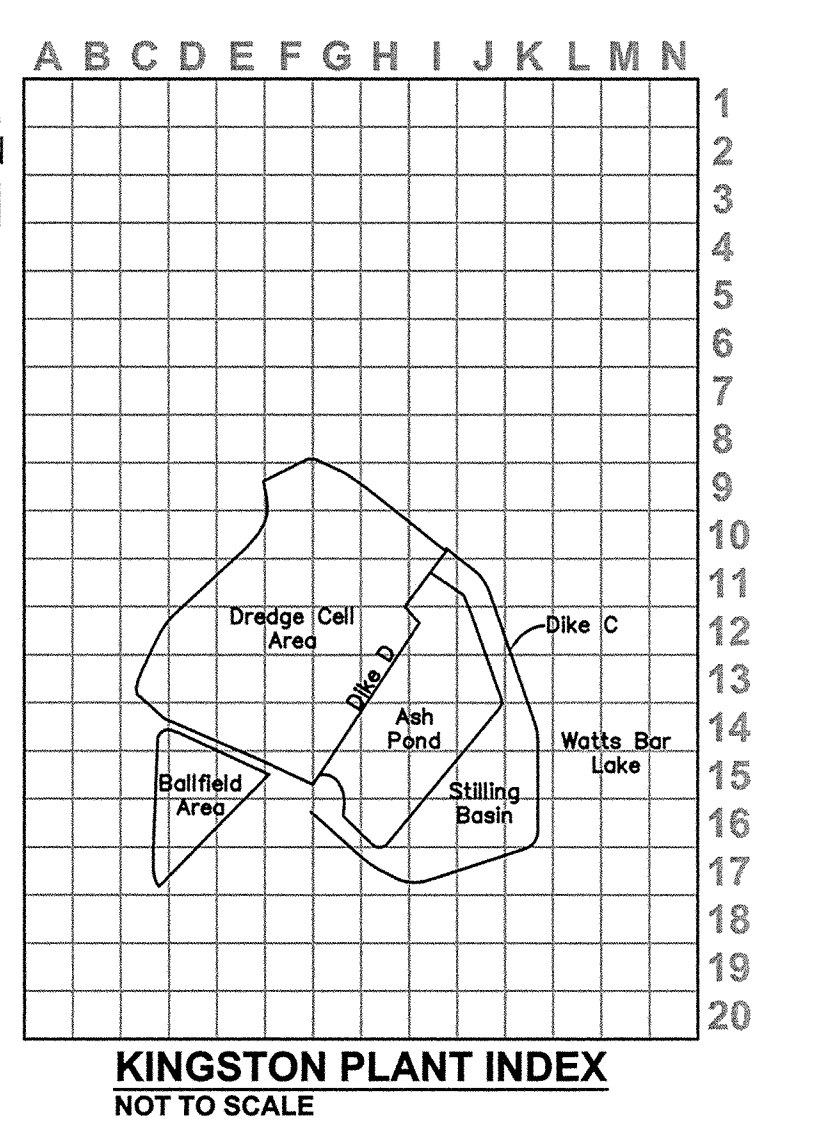 A B C D E F G H I J K L M N
1
2
3
4
5
6
7
8
9
10
11
12
13
14
15
16
17
18
19
20
Dredge Cell
Area
Dike C
Dike D
Ash
Pond
Watts Bar
Lake
Ballfield
Area
Stilling
Basin
KINGSTON PLANT INDEX
NOT TO SCALE